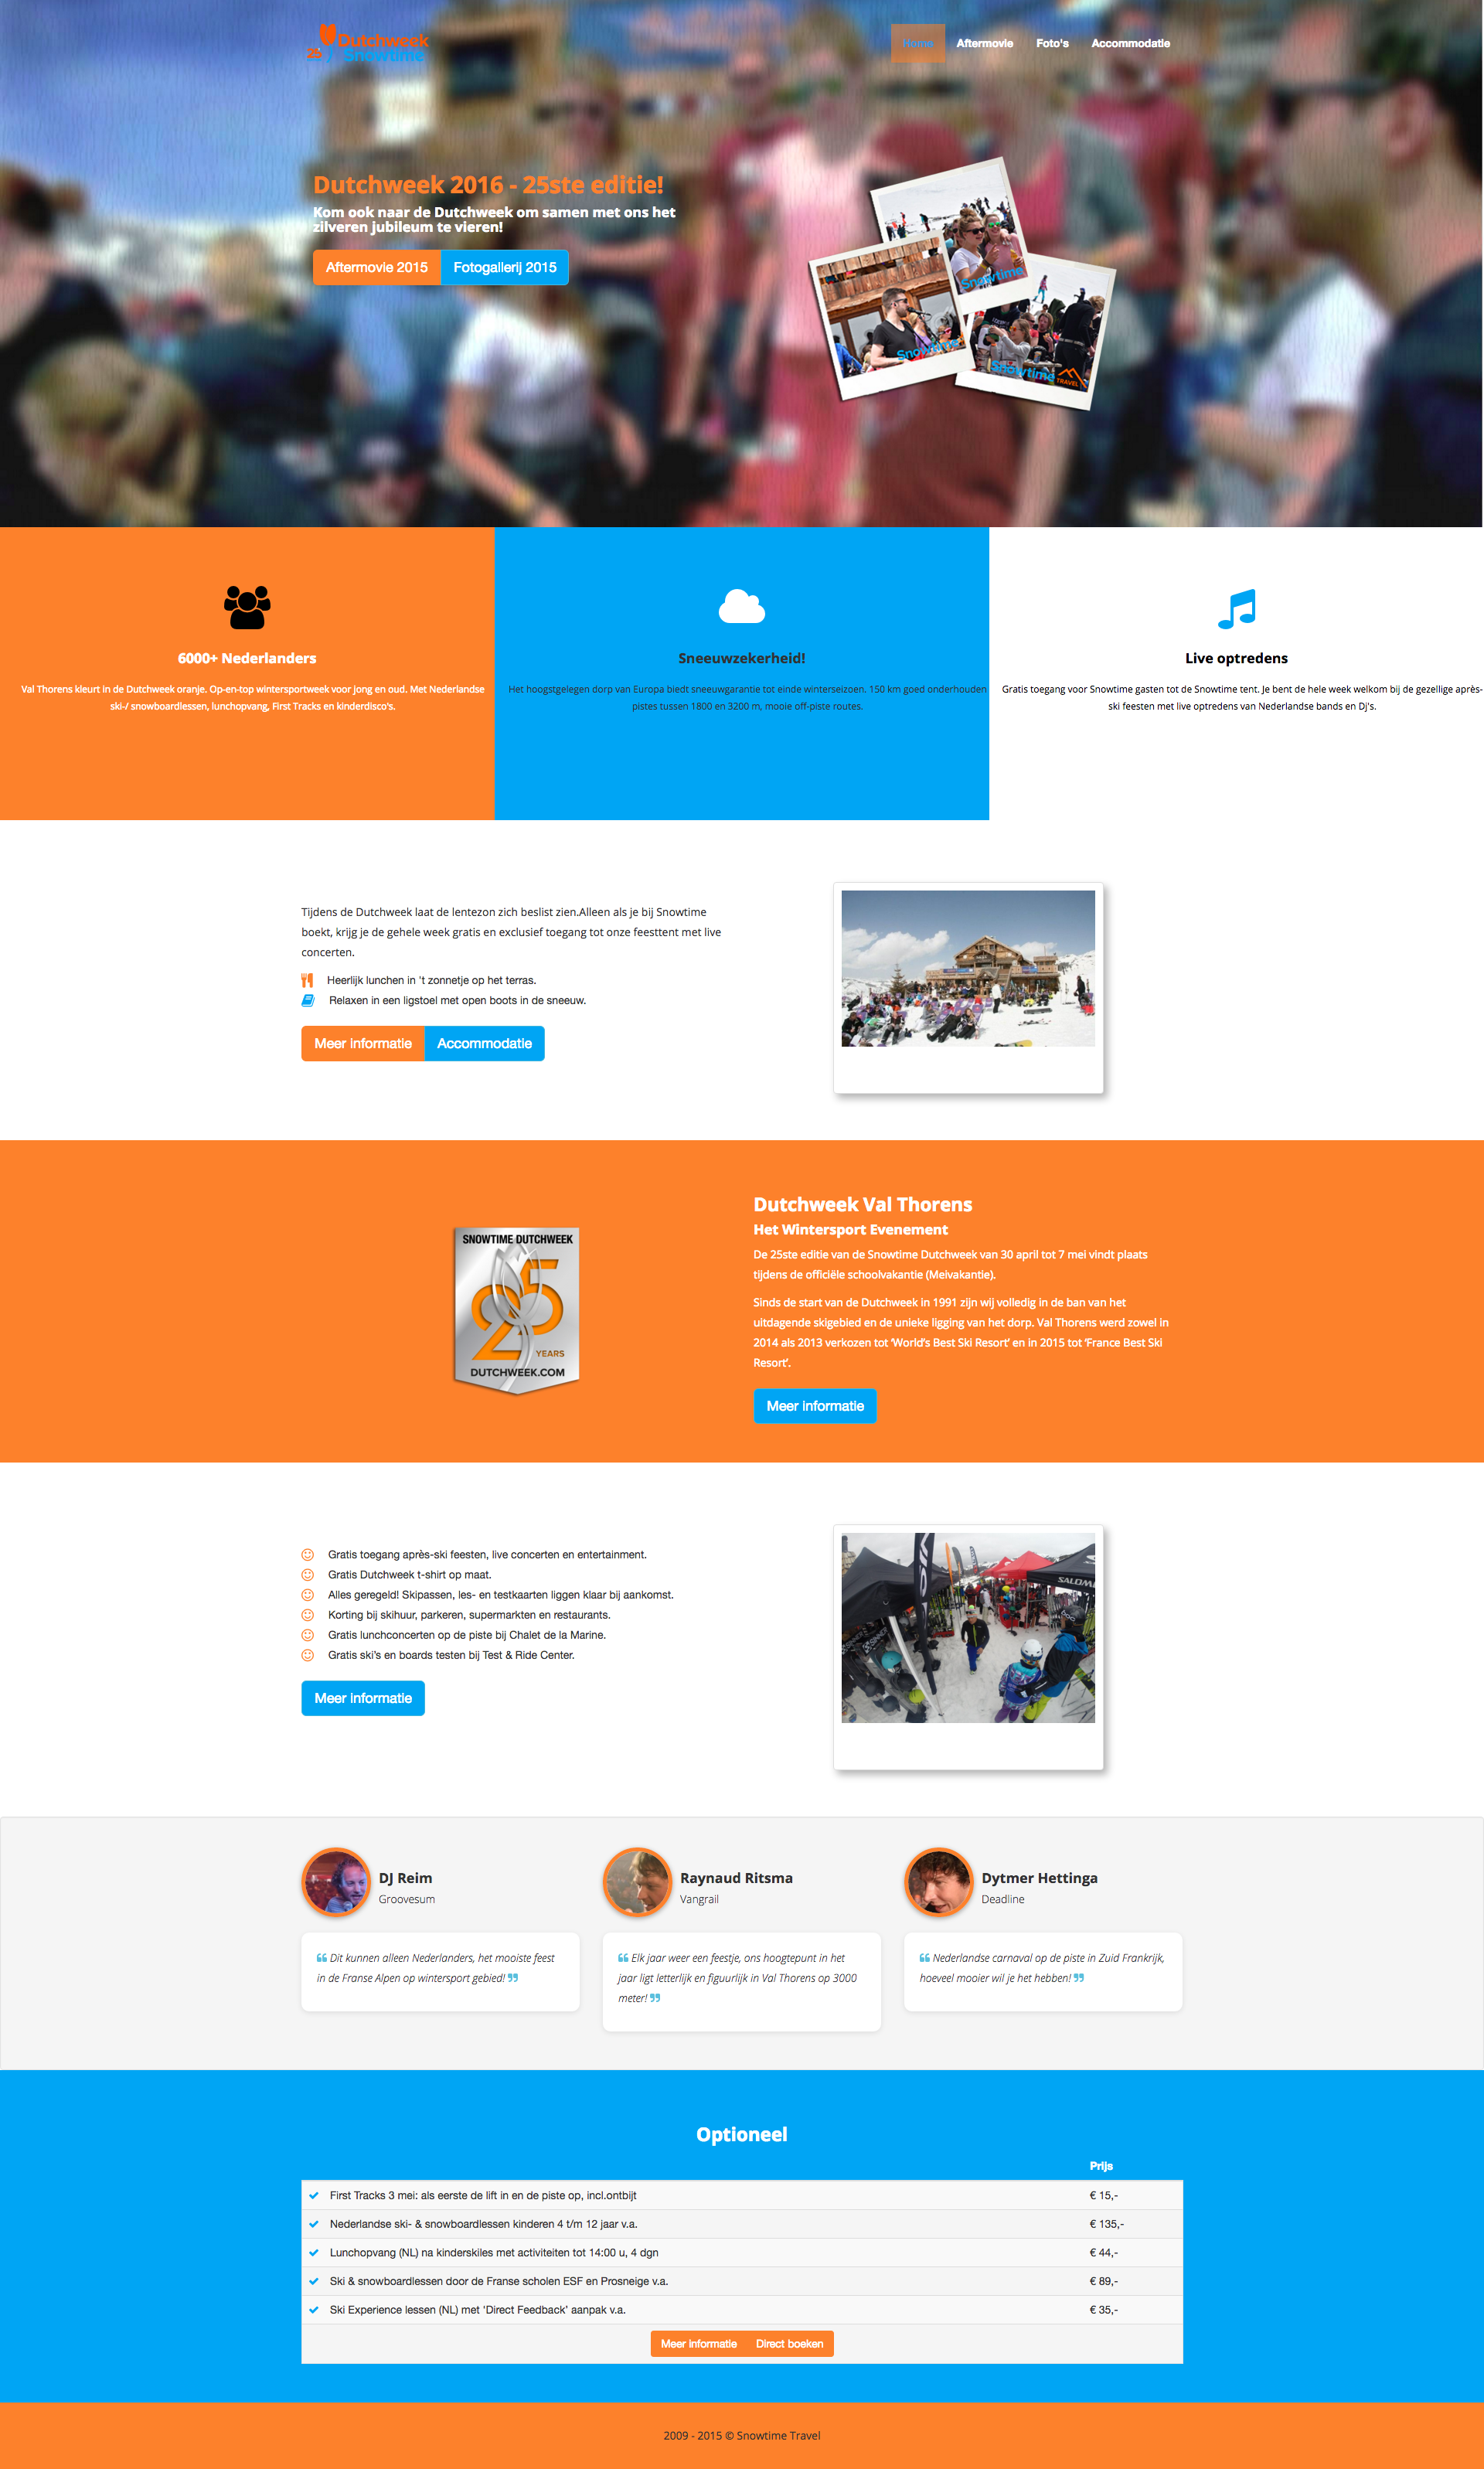 25 Dutchweek
Snowtime
Home Aftermovie Foto's Accommodatie
Dutchweek 2016 - 25ste editie!
Kom ook naar de Dutchweek om samen met ons het
zilveren jubileum te vieren!
Aftermovie 2015 Fotogallerij 2015
Snowtime
Snowtime
Snowtime
TRAVEL
6000+ Nederlanders
Val Thorens kleurt in de Dutchweek oranje. Op-en-top wintersportweek voor jong en oud. Met Nederlandse
ski-/ snowboardlessen, lunchopvang, First Tracks en kinderdisco's.
Sneeuwzekerheid!
Het hoogstgelegen dorp van Europa biedt sneeuwgarantie tot einde winterseizoen. 150 km goed onderhouden
pistes tussen 1800 en 3200 m, mooie off-piste routes.
Live optredens
Gratis toegang voor Snowtime gasten tot de Snowtime tent. Je bent de hele week welkom bij de gezellige après-
ski feesten met live optredens van Nederlandse bands en Dj's.
Tijdens de Dutchweek laat de lentezon zich beslist zien.Alleen als je bij Snowtime
boekt, krijg je de gehele week gratis en exclusief toegang tot onze feesttent met live
concerten.
Heerlijk lunchen in 't zonnetje op het terras.
Relaxen in een ligstoel met open boots in de sneeuw.
Meer informatie Accommodatie
SNOWTIME DUTCHWEEK
25
YEARS
DUTCHWEEK.COM
Dutchweek Val Thorens
Het Wintersport Evenement
De 25ste editie van de Snowtime Dutchweek van 30 april tot 7 mei vindt plaats
tijdens de officiële schoolvakantie (Meivakantie).
Sinds de start van de Dutchweek in 1991 zijn wij volledig in de ban van het
uitdagende skigebied en de unieke ligging van het dorp. Val Thorens werd zowel in
2014 als 2013 verkozen tot ‘World’s Best Ski Resort’ en in 2015 tot ‘France Best Ski
Resort’.
Meer informatie
Gratis toegang après-ski feesten, live concerten en entertainment.
Gratis Dutchweek t-shirt op maat.
Alles geregeld! Skipassen, les- en testkaarten liggen klaar bij aankomst.
Korting bij skihuur, parkeren, supermarkten en restaurants.
Gratis lunchconcerten op de piste bij Chalet de la Marine.
Gratis ski’s en boards testen bij Test & Ride Center.
Meer informatie
SALOM
DJ Reim
Groovesum
Raynaud Ritsma
Vangrail
Dytmer Hettinga
Deadline
❝ Dit kunnen alleen Nederlanders, het mooiste feest
in de Franse Alpen op wintersport gebied! ❞
❝ Elk jaar weer een feestje, ons hoogtepunt in het
jaar ligt letterlijk en figuurlijk in Val Thorens op 3000
meter! ❞
❝ Nederlandse carnaval op de piste in Zuid Frankrijk,
hoeveel mooier wil je het hebben! ❞
Optioneel
Prijs
First Tracks 3 mei: als eerste de lift in en de piste op, incl.ontbijt € 15,-
Nederlandse ski- & snowboardlessen kinderen 4 t/m 12 jaar v.a. € 135,-
Lunchopvang (NL) na kinderskiles met activiteiten tot 14:00 u, 4 dgn € 44,-
Ski & snowboardlessen door de Franse scholen ESF en Prosneige v.a. € 89,-
Ski Experience lessen (NL) met ‘Direct Feedback’ aanpak v.a. € 35,-
Meer informatie Direct boeken
2009 - 2015 © Snowtime Travel